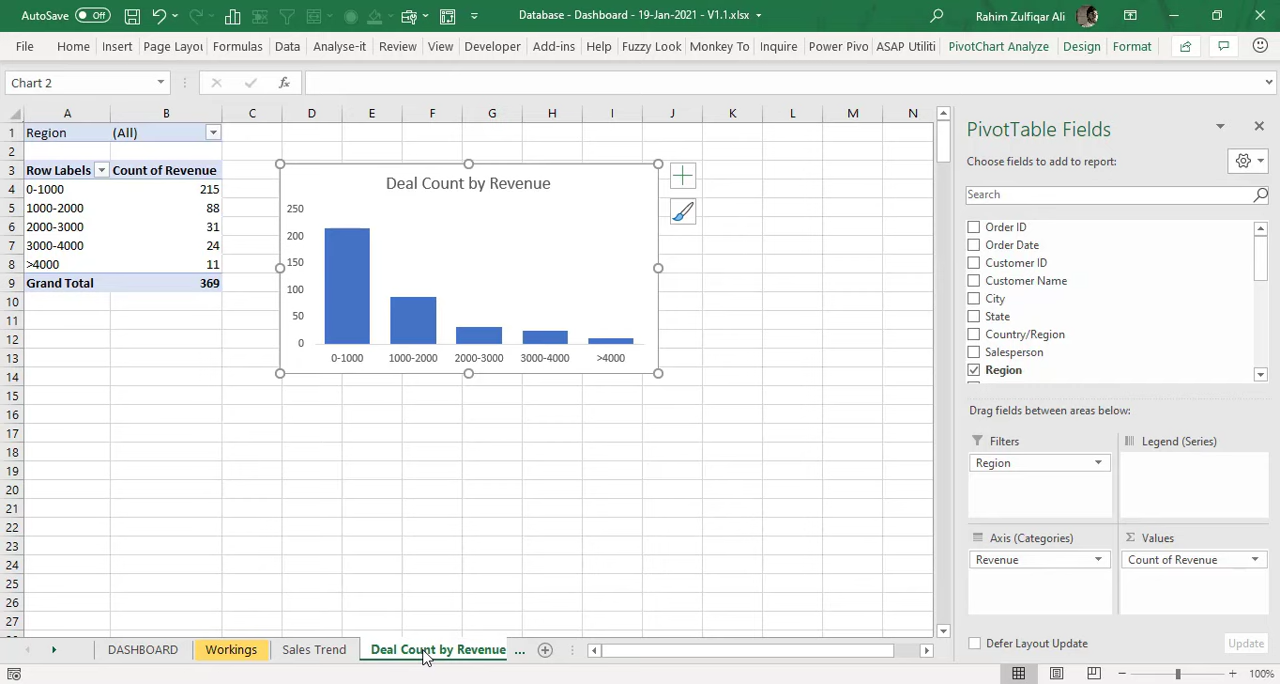 AutoSave Off Database - Dashboard - 19-Jan-2021 - V1.1.xlsx Rahim Zulfiqar Ali
File Home Insert Page Layo Formulas Data Analyse-it Review View Developer Add-ins Help Fuzzy Look Monkey To Inquire Power Pivo ASAP Utiliti PivotChart Analyze Design Format
Chart 2 fx
A B C D E F G H I J K L M N
1 Region (All)
2
3 Row Labels Count of Revenue
4 0-1000 215
5 1000-2000 88
6 2000-3000 31
7 3000-4000 24
8 >4000 11
9 Grand Total 369
10
11
12
13
14
15
16
17
18
19
20
21
22
23
24
25
26
27
Deal Count by Revenue
250
200
150
100
50
0
0-1000 1000-2000 2000-3000 3000-4000 >4000
PivotTable Fields
Choose fields to add to report:
Search
Order ID
Order Date
Customer ID
Customer Name
City
State
Country/Region
Salesperson
Region
Drag fields between areas below:
Filters Legend (Series)
Region
Axis (Categories) Σ Values
Revenue Count of Revenue
Defer Layout Update Update
DASHBOARD Workings Sales Trend Deal Count by Revenue ...
100%